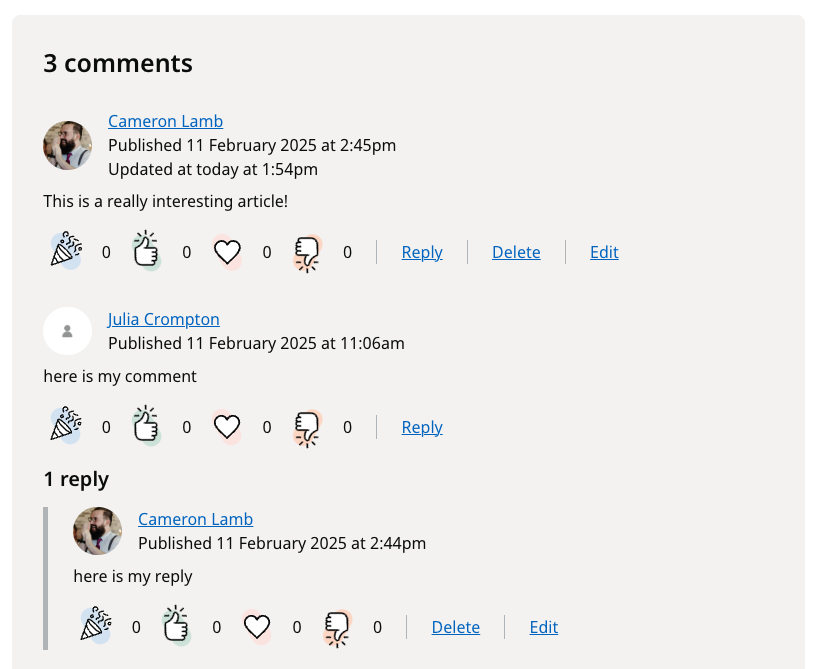 3 comments
Cameron Lamb
Published 11 February 2025 at 2:45pm
Updated at today at 1:54pm
This is a really interesting article!
0 0 0 0 Reply Delete Edit
Julia Crompton
Published 11 February 2025 at 11:06am
here is my comment
0 0 0 0 Reply
1 reply
Cameron Lamb
Published 11 February 2025 at 2:44pm
here is my reply
0 0 0 0 Delete Edit